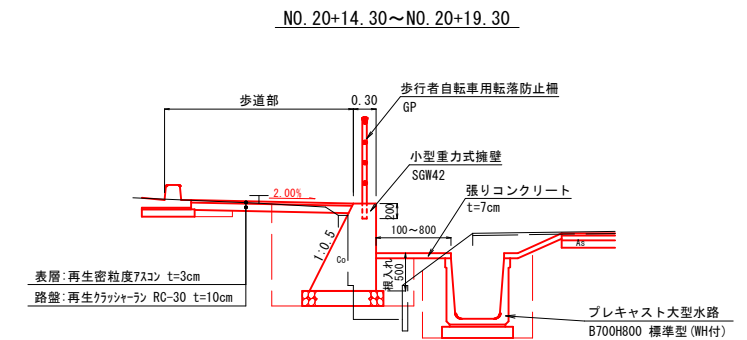 NO.20+14.30～NO.20+19.30
歩道部
0.30
歩行者自転車用転落防止柵
GP
小型重力式擁壁
SGW42
張りコンクリート
t=7cm
2.00%
200
100～800
1:0.5
Co
根入れ
500
As
表層:再生密粒度ｱｽｺﾝ t=3cm
路盤:再生ｸﾗｯｼｬｰﾗﾝ RC-30 t=10cm
プレキャスト大型水路
B700H800 標準型(WH付)